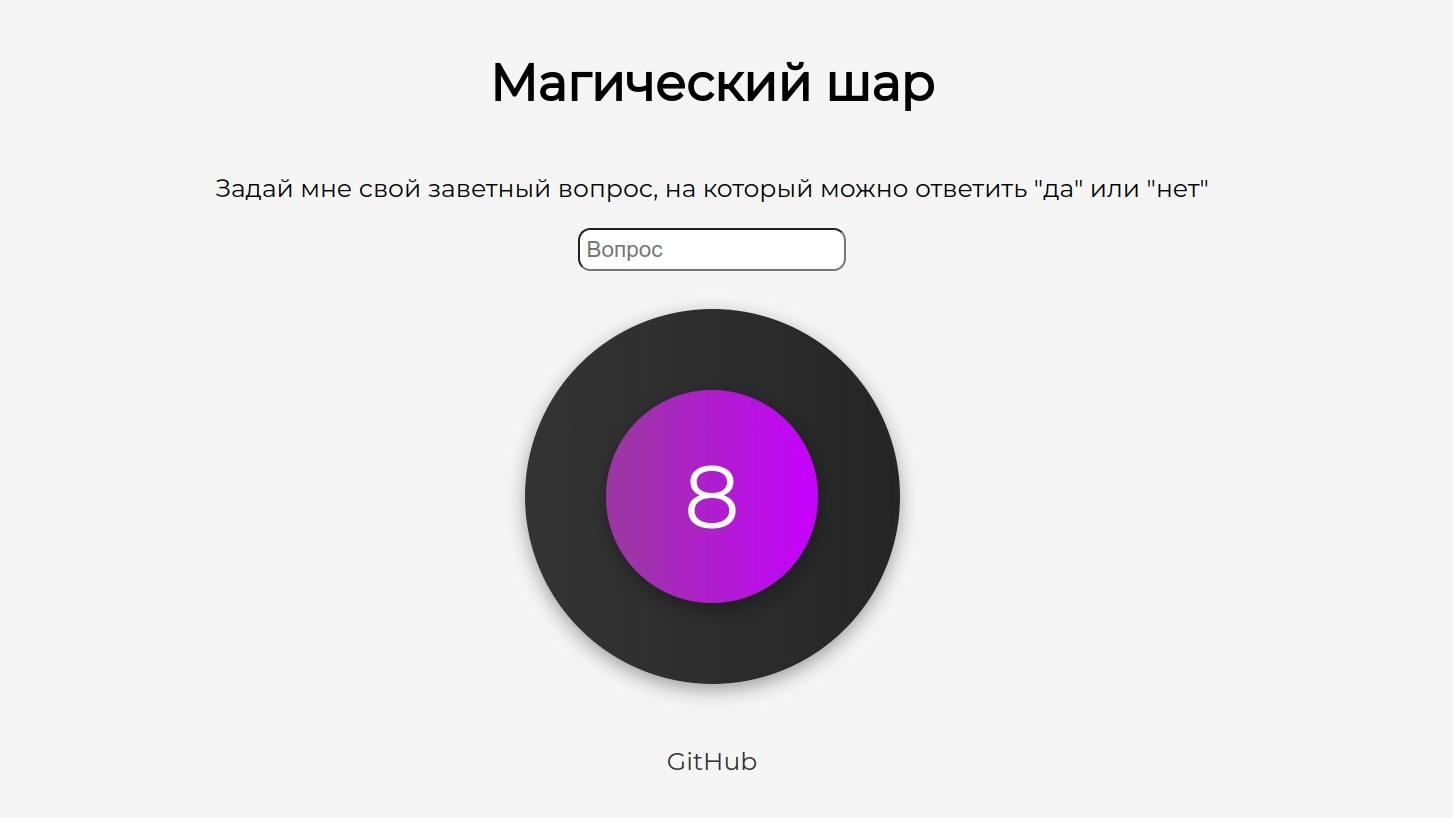 Магический шар
Задай мне свой заветный вопрос, на который можно ответить "да" или "нет"
Вопрос
8
GitHub